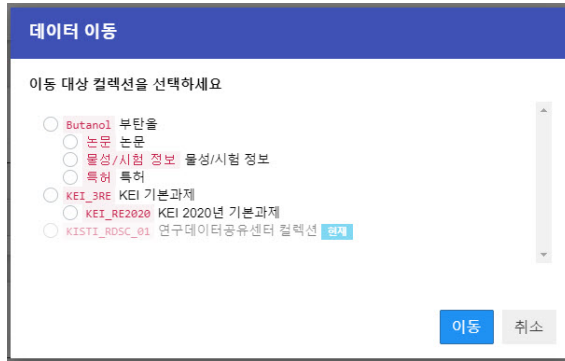 데이터 이동
이동 대상 컬렉션을 선택하세요
Butanol 부탄올
논문 논문
물성/시험 정보 물성/시험 정보
특허 특허
KEI_3RE KEI 기본과제
KEI_RE2020 KEI 2020년 기본과제
KISTI_RDSC_01 연구데이터공유센터 컬렉션 현재
이동 취소